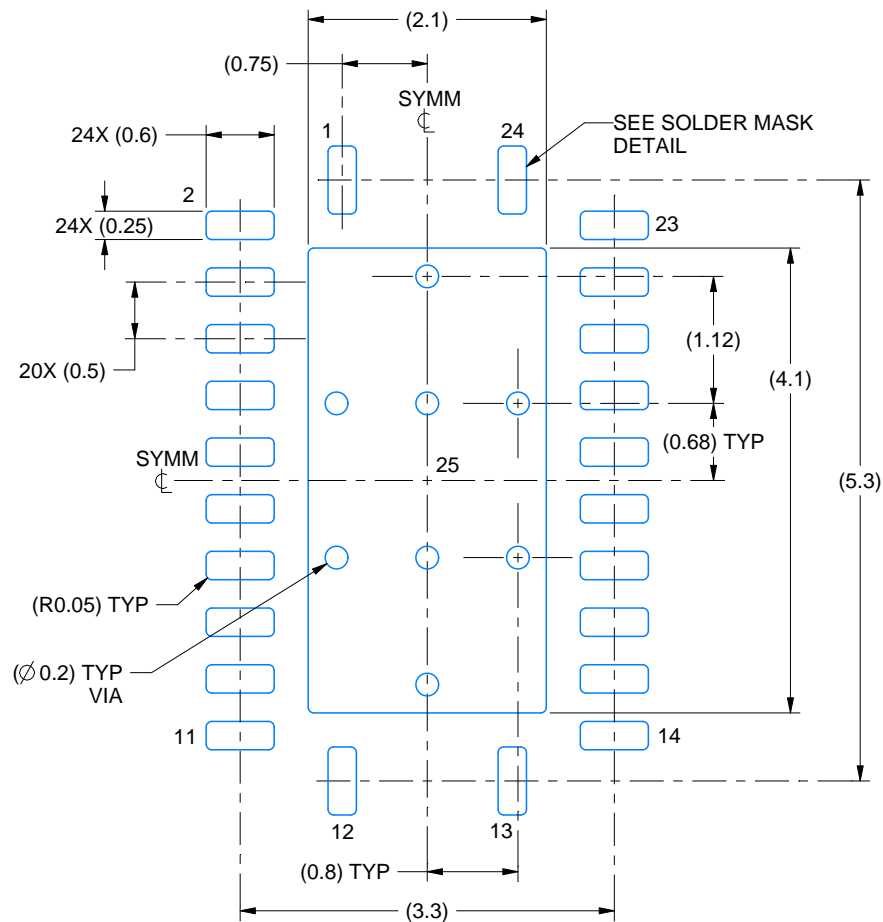 (2.1)
(0.75)
SYMM
℄
1
24
SEE SOLDER MASK
DETAIL
24X (0.6)
2
23
24X (0.25)
(1.12)
20X (0.5)
(4.1)
(0.68) TYP
SYMM
℄
25
(5.3)
(R0.05) TYP
(∅0.2) TYP
VIA
11
14
12
13
(0.8) TYP
(3.3)